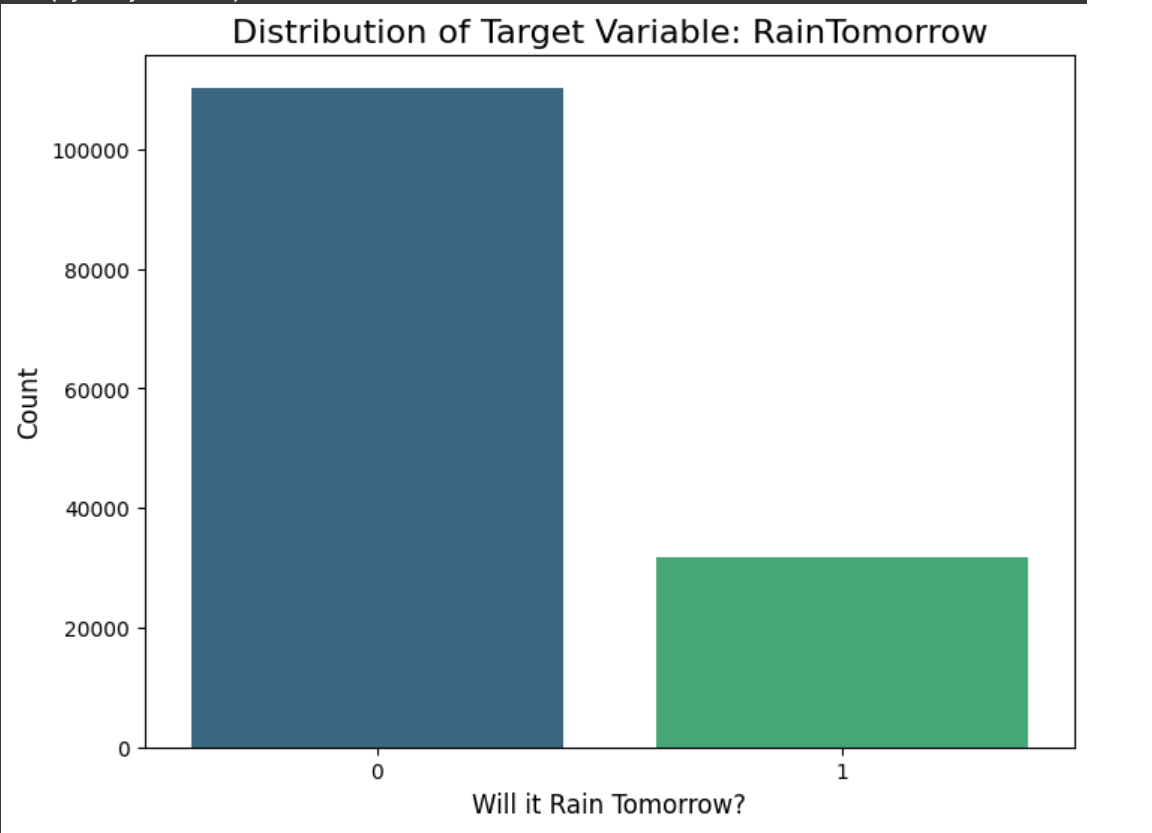 Distribution of Target Variable: RainTomorrow
100000
80000
60000
40000
20000
0
Count
0 1
Will it Rain Tomorrow?